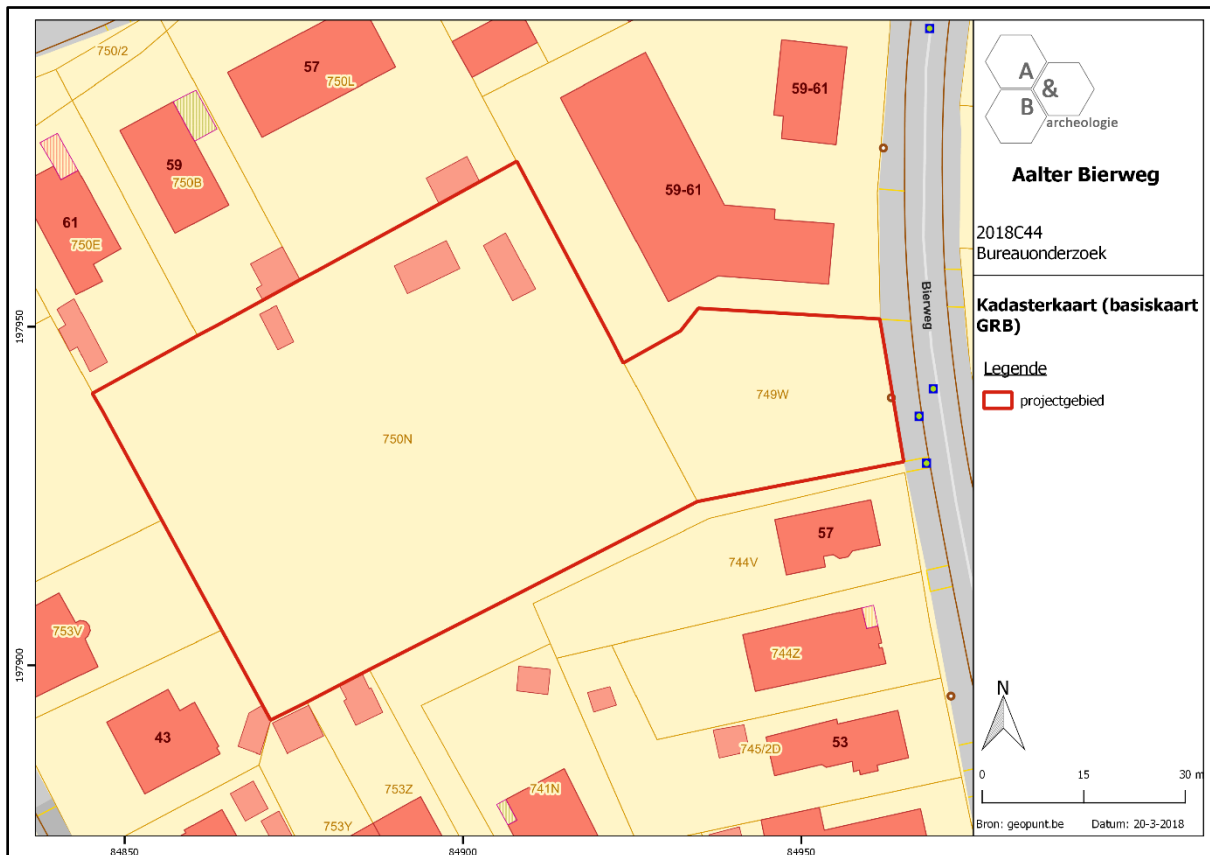 750/2
57
750L
59-61
59
750B
59-61
61
750E
Bierweg
197950
749W
750N
57
744V
753V
197900
744Z
43
53
745/2D
753Z
741N
753Y
84850
84900
84950
A
&
B
archeologie
Aalter Bierweg
2018C44
Bureauonderzoek
Kadasterkaart (basiskaart
GRB)
Legende
projectgebied
N
0 15 30 m
Bron: geopunt.be Datum: 20-3-2018